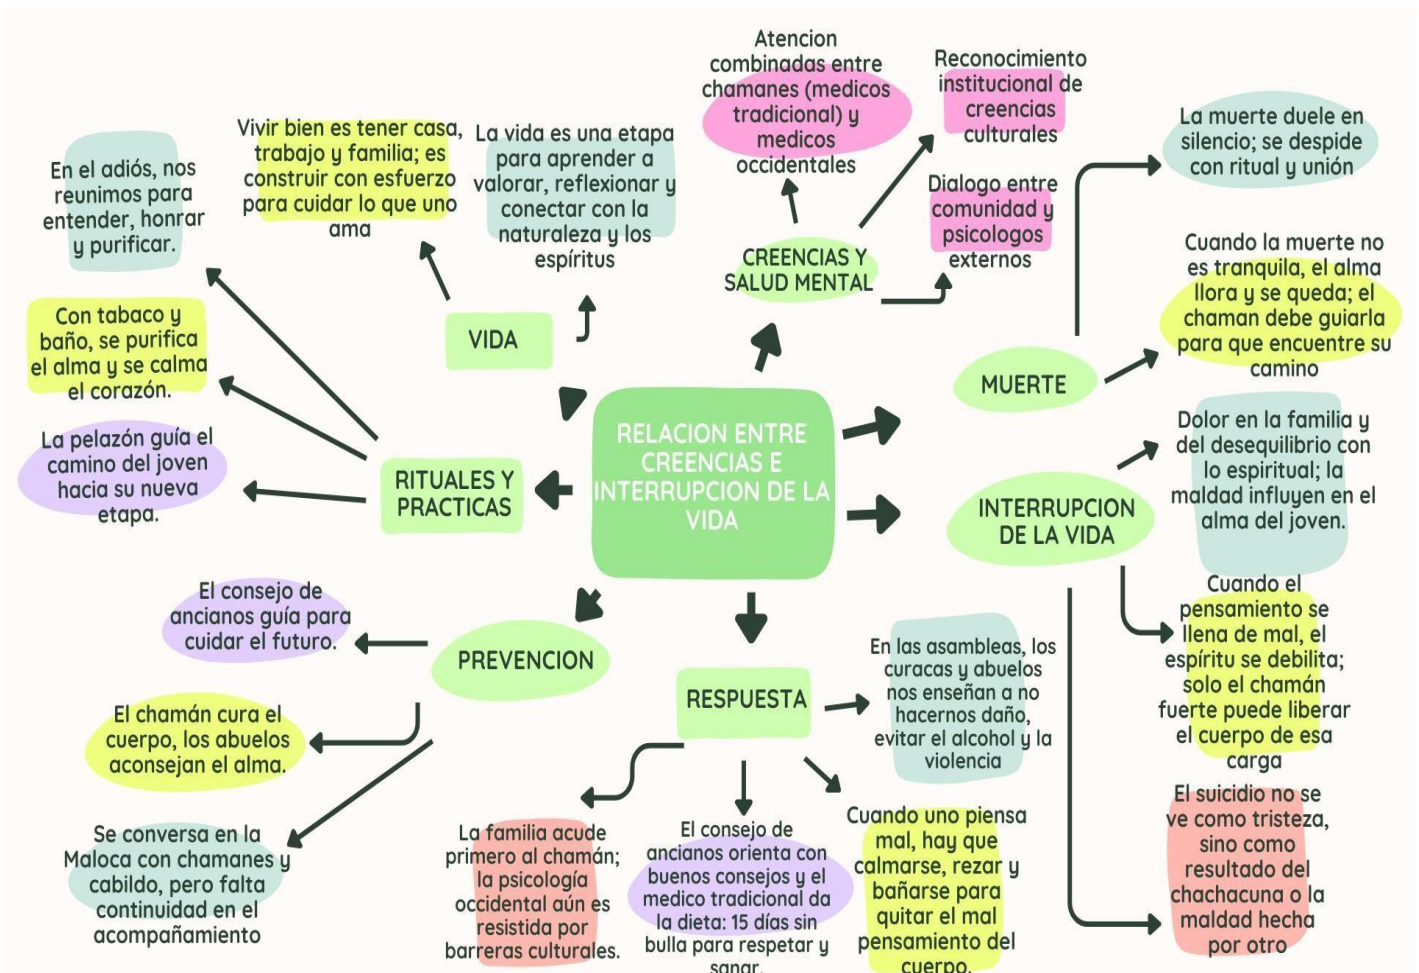 RELACION ENTRE
CREENCIAS E
INTERRUPCION DE LA
VIDA
VIDA
Vivir bien es tener casa,
trabajo y familia; es
construir con esfuerzo
para cuidar lo que uno
ama
La vida es una etapa
para aprender a
valorar, reflexionar y
conectar con la
naturaleza y los
espíritus
CREENCIAS Y
SALUD MENTAL
Atencion
combinadas entre
chamanes (medicos
tradicional) y
medicos
occidentales
Reconocimiento
institucional de
creencias
culturales
Dialogo entre
comunidad y
psicologos
externos
MUERTE
La muerte duele en
silencio; se despide
con ritual y unión
Cuando la muerte no
es tranquila, el alma
llora y se queda; el
chaman debe guiarla
para que encuentre su
camino
INTERRUPCION
DE LA VIDA
Dolor en la familia y
del desequilibrio con
lo espiritual; la
maldad influyen en el
alma del joven.
Cuando el
pensamiento se
llena de mal, el
espíritu se debilita;
solo el chamán
fuerte puede liberar
el cuerpo de esa
carga
El suicidio no se
ve como tristeza,
sino como
resultado del
chachacuna o la
maldad hecha
por otro
RESPUESTA
En las asambleas, los
curacas y abuelos
nos enseñan a no
hacernos daño,
evitar el alcohol y la
violencia
Cuando uno piensa
mal, hay que
calmarse, rezar y
bañarse para
quitar el mal
pensamiento del
cuerpo.
El consejo de
ancianos orienta con
buenos consejos y el
medico tradicional da
la dieta: 15 días sin
bulla para respetar y
sanar.
La familia acude
primero al chamán;
la psicología
occidental aún es
resistida por
barreras culturales.
PREVENCION
El consejo de
ancianos guía para
cuidar el futuro.
El chamán cura el
cuerpo, los abuelos
aconsejan el alma.
Se conversa en la
Maloca con chamanes y
cabildo, pero falta
continuidad en el
acompañamiento
RITUALES Y
PRACTICAS
En el adiós, nos
reunimos para
entender, honrar
y purificar.
Con tabaco y
baño, se purifica
el alma y se calma
el corazón.
La pelazón guía el
camino del joven
hacia su nueva
etapa.